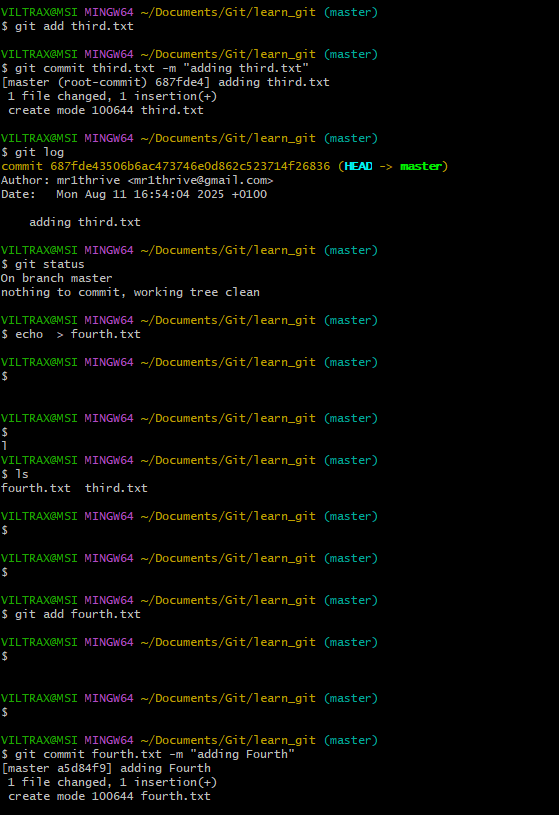 VILTRAX@MSI MINGW64 ~/Documents/Git/learn_git (master)
$ git add third.txt
VILTRAX@MSI MINGW64 ~/Documents/Git/learn_git (master)
$ git commit third.txt -m "adding third.txt"
[master (root-commit) 687fde4] adding third.txt
 1 file changed, 1 insertion(+)
 create mode 100644 third.txt
VILTRAX@MSI MINGW64 ~/Documents/Git/learn_git (master)
$ git log
commit 687fde43506b6ac473746e0d862c523714f26836 (HEAD -> master)
Author: mr1thrive <mr1thrive@gmail.com>
Date:   Mon Aug 11 16:54:04 2025 +0100
    adding third.txt
VILTRAX@MSI MINGW64 ~/Documents/Git/learn_git (master)
$ git status
On branch master
nothing to commit, working tree clean
VILTRAX@MSI MINGW64 ~/Documents/Git/learn_git (master)
$ echo  > fourth.txt
VILTRAX@MSI MINGW64 ~/Documents/Git/learn_git (master)
$
VILTRAX@MSI MINGW64 ~/Documents/Git/learn_git (master)
$
l
VILTRAX@MSI MINGW64 ~/Documents/Git/learn_git (master)
$ ls
fourth.txt  third.txt
VILTRAX@MSI MINGW64 ~/Documents/Git/learn_git (master)
$
VILTRAX@MSI MINGW64 ~/Documents/Git/learn_git (master)
$
VILTRAX@MSI MINGW64 ~/Documents/Git/learn_git (master)
$ git add fourth.txt
VILTRAX@MSI MINGW64 ~/Documents/Git/learn_git (master)
$
VILTRAX@MSI MINGW64 ~/Documents/Git/learn_git (master)
$
VILTRAX@MSI MINGW64 ~/Documents/Git/learn_git (master)
$ git commit fourth.txt -m "adding Fourth"
[master a5d84f9] adding Fourth
 1 file changed, 1 insertion(+)
 create mode 100644 fourth.txt